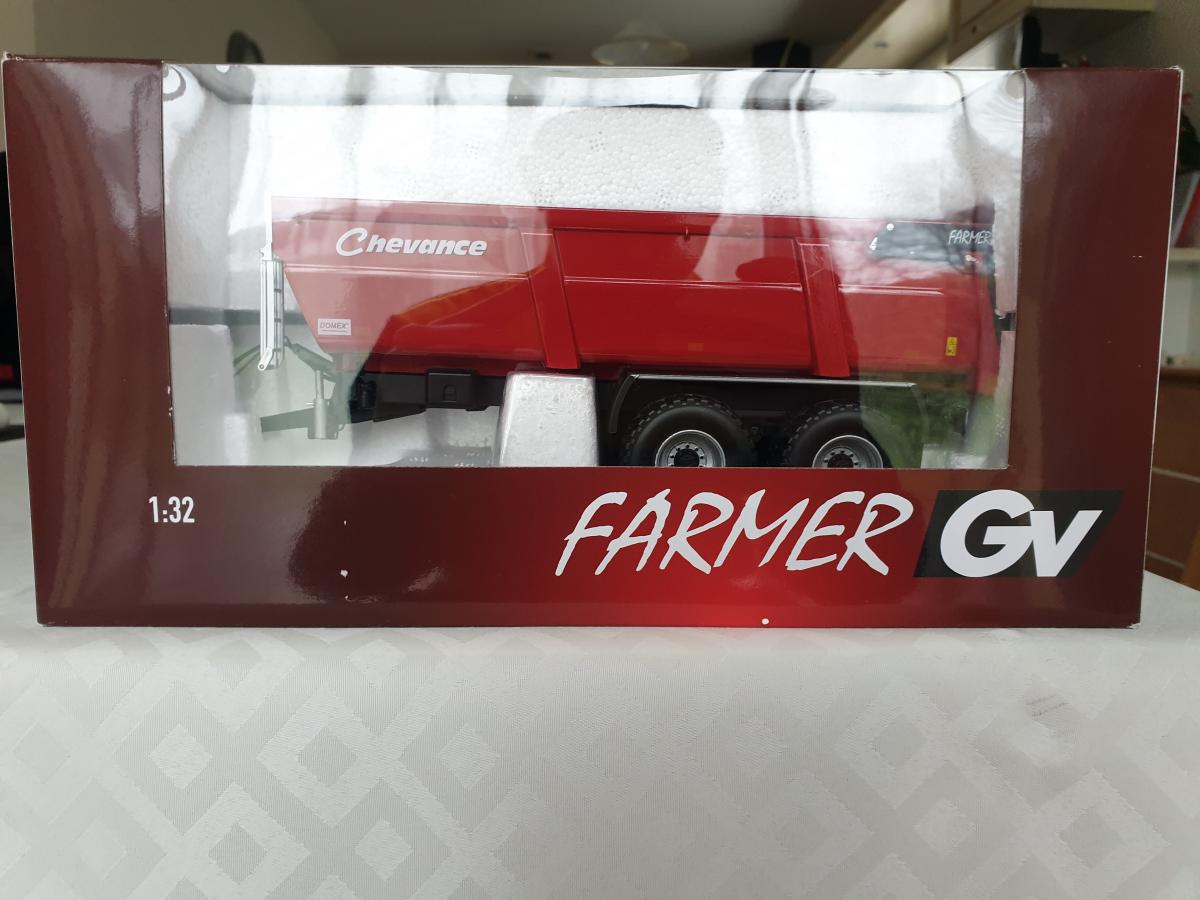 Chevance
FARMER
DOMEX
1:32
FARMER GV